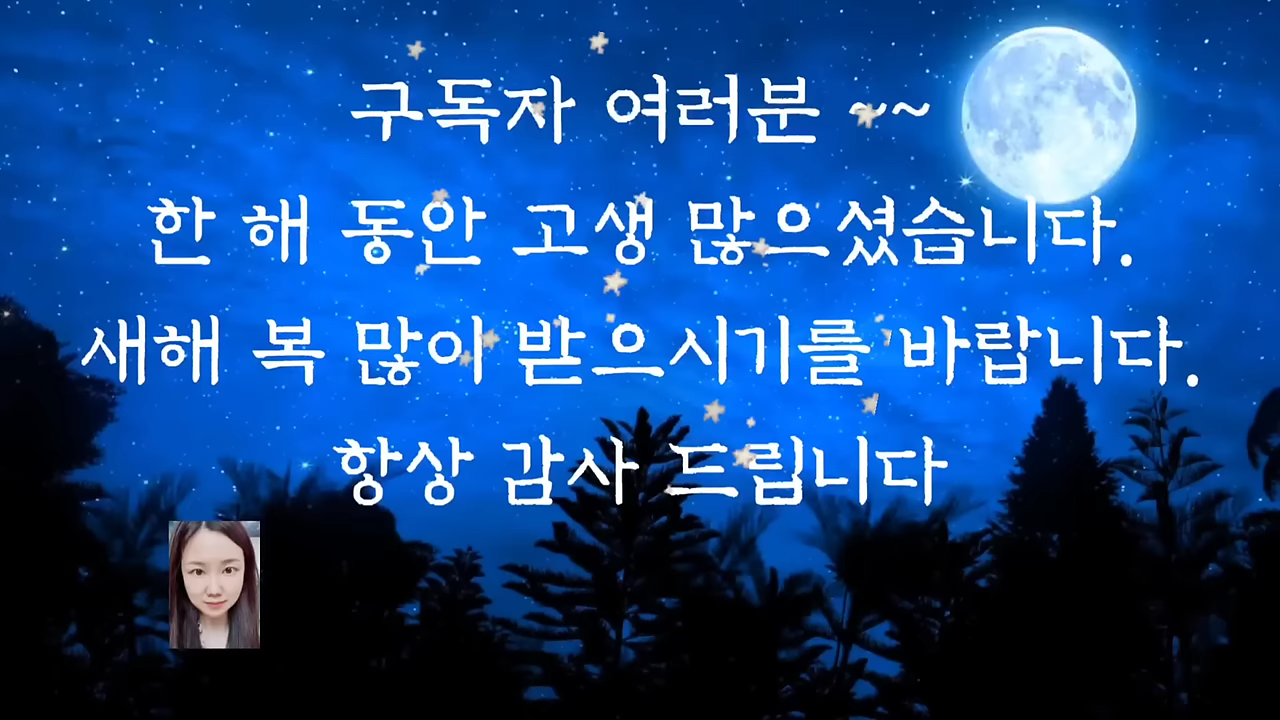 구독자 여러분 ~~
한 해 동안 고생 많으셨습니다.
새해 복 많이 받으시기를 바랍니다.
항상 감사 드립니다